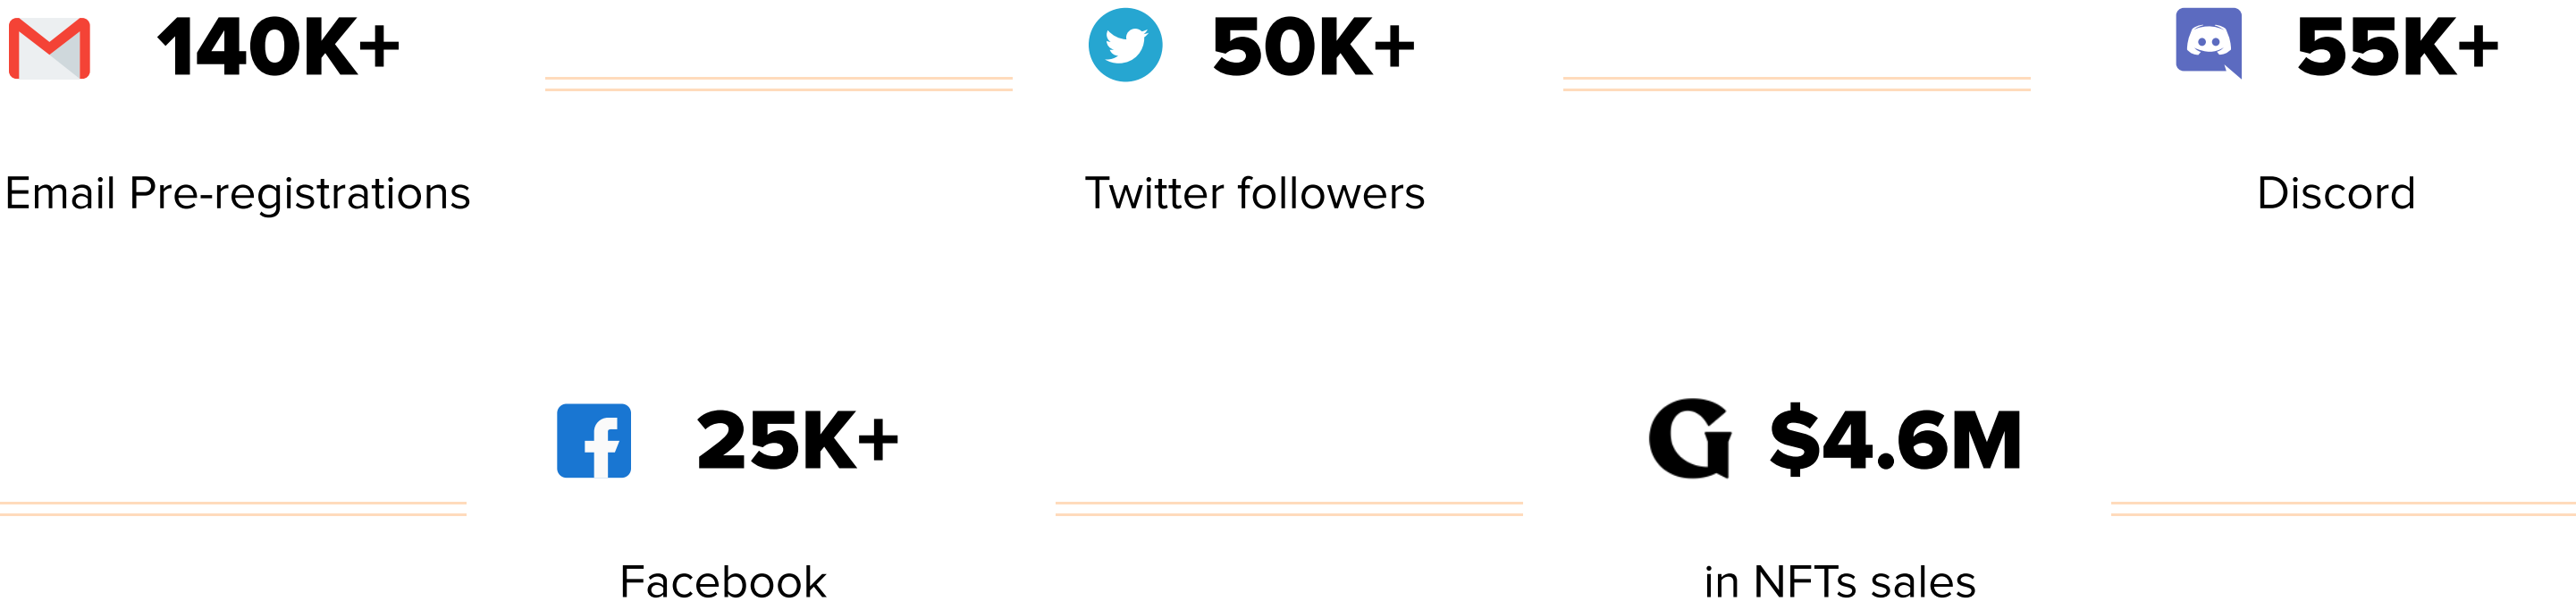 140K+
Email Pre-registrations
50K+
Twitter followers
55K+
Discord
25K+
Facebook
G $4.6M
in NFTs sales